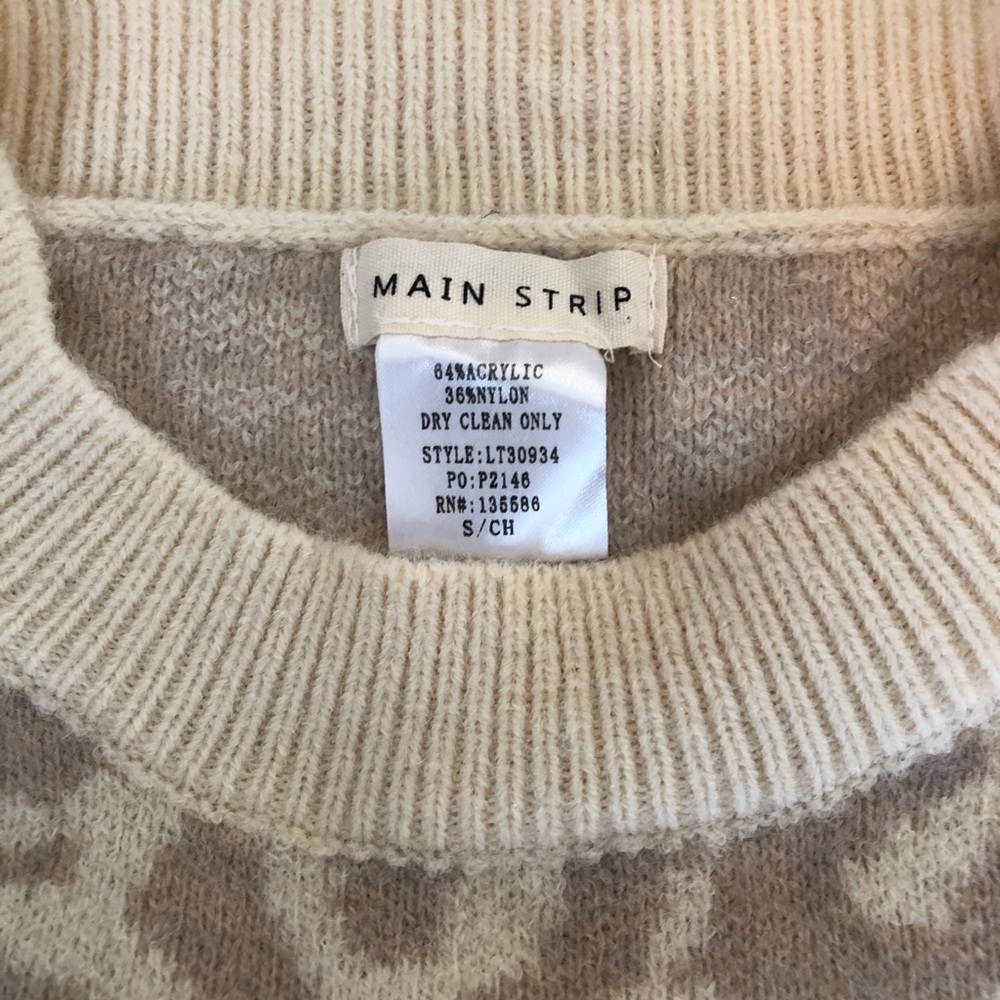 MAIN STRIP
64%ACRYLIC
36%NYLON
DRY CLEAN ONLY
STYLE:LT30934
PO:P2146
RN#:135586
S/CH